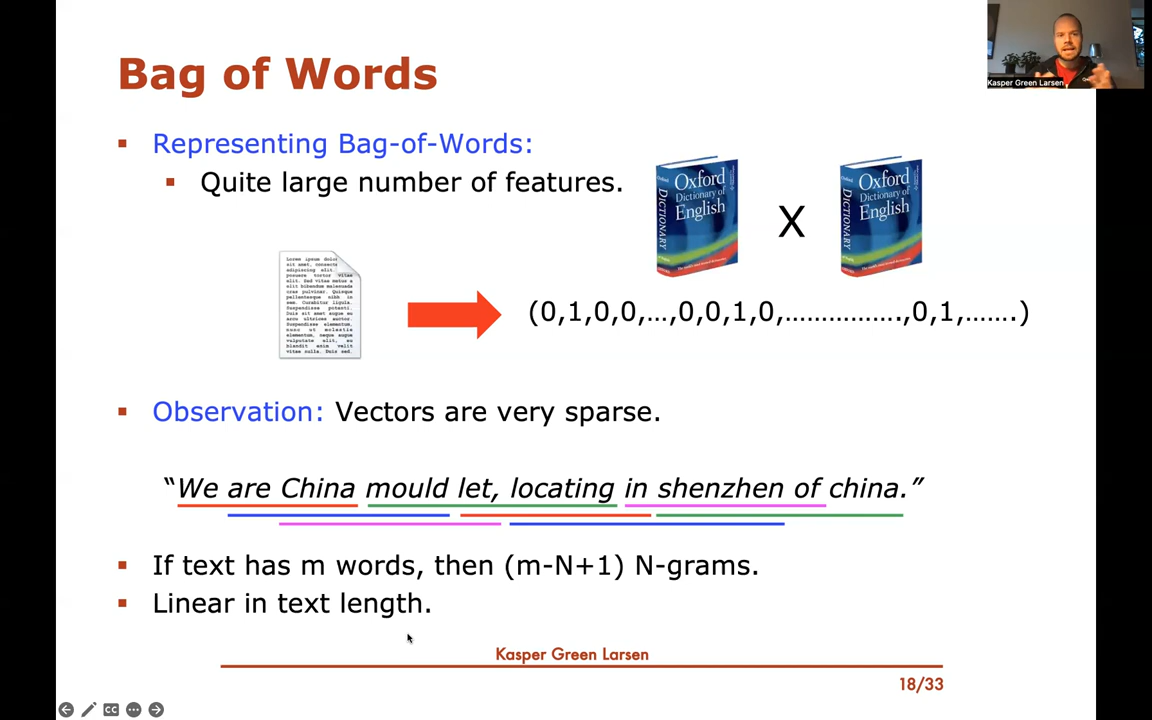 Bag of Words
Kasper Green Larsen
▪ Representing Bag-of-Words:
▪ Quite large number of features.
Oxford
Dictionary of
English
DICTIONARY
X
Oxford
Dictionary of
English
DICTIONARY
(0,1,0,0,…,0,0,1,0,…………….,0,1,…….)
▪ Observation: Vectors are very sparse.
“We are China mould let, locating in shenzhen of china.”
▪ If text has m words, then (m-N+1) N-grams.
▪ Linear in text length.
Kasper Green Larsen
18/33
CC